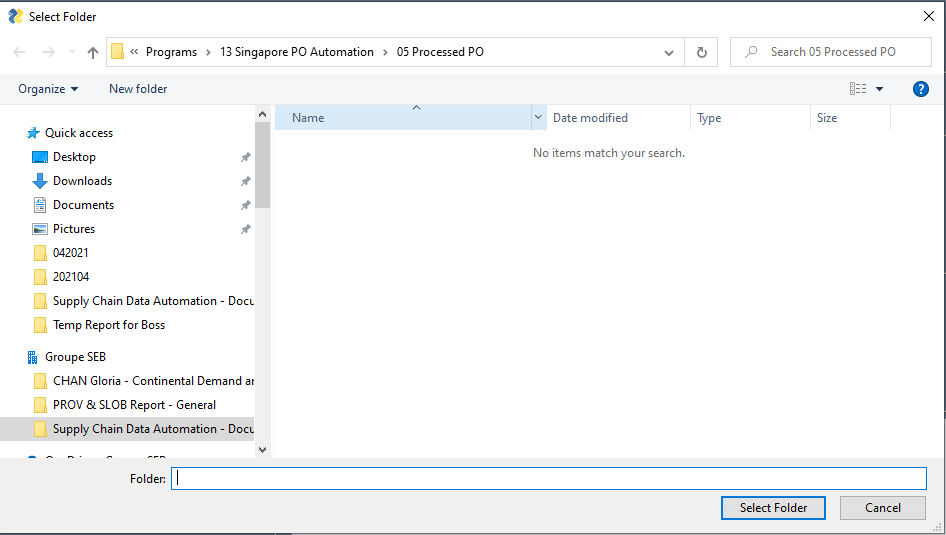 Select Folder
« Programs > 13 Singapore PO Automation > 05 Processed PO
Search 05 Processed PO
Organize
New folder
?
Name
Date modified
Type
Size
No items match your search.
Quick access
Desktop
Downloads
Documents
Pictures
042021
202104
Supply Chain Data Automation - Docu
Temp Report for Boss
Groupe SEB
CHAN Gloria - Continental Demand ar
PROV & SLOB Report - General
Supply Chain Data Automation - Docu
Folder:
Select Folder
Cancel